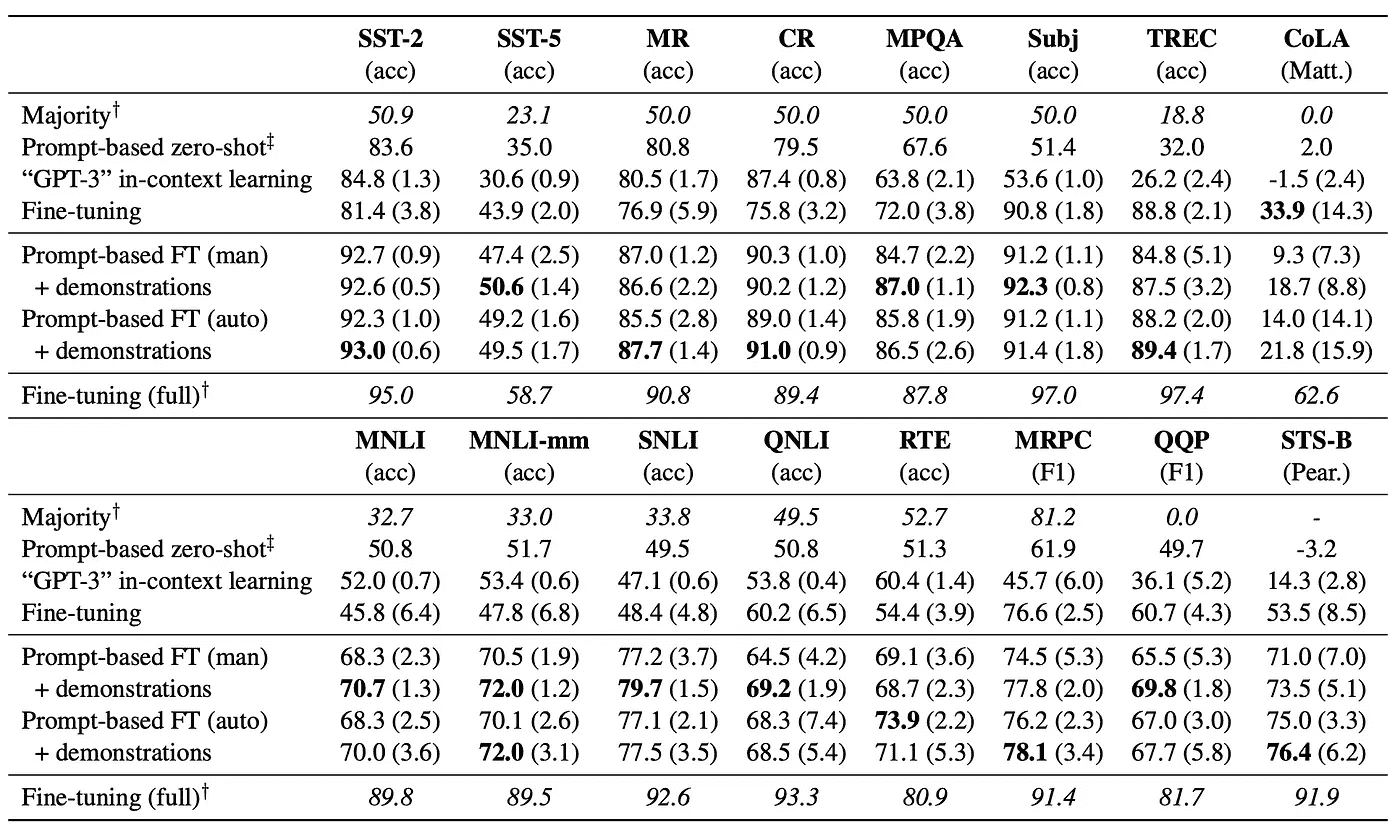 SST-2 SST-5 MR CR MPQA Subj TREC CoLA
(acc) (acc) (acc) (acc) (acc) (acc) (acc) (Matt.)
Majority† 50.9 23.1 50.0 50.0 50.0 50.0 18.8 0.0
Prompt-based zero-shot‡ 83.6 35.0 80.8 79.5 67.6 51.4 32.0 2.0
“GPT-3” in-context learning 84.8 (1.3) 30.6 (0.9) 80.5 (1.7) 87.4 (0.8) 63.8 (2.1) 53.6 (1.0) 26.2 (2.4) -1.5 (2.4)
Fine-tuning 81.4 (3.8) 43.9 (2.0) 76.9 (5.9) 75.8 (3.2) 72.0 (3.8) 90.8 (1.8) 88.8 (2.1) 33.9 (14.3)
Prompt-based FT (man) 92.7 (0.9) 47.4 (2.5) 87.0 (1.2) 90.3 (1.0) 84.7 (2.2) 91.2 (1.1) 84.8 (5.1) 9.3 (7.3)
+ demonstrations 92.6 (0.5) 50.6 (1.4) 86.6 (2.2) 90.2 (1.2) 87.0 (1.1) 92.3 (0.8) 87.5 (3.2) 18.7 (8.8)
Prompt-based FT (auto) 92.3 (1.0) 49.2 (1.6) 85.5 (2.8) 89.0 (1.4) 85.8 (1.9) 91.2 (1.1) 88.2 (2.0) 14.0 (14.1)
+ demonstrations 93.0 (0.6) 49.5 (1.7) 87.7 (1.4) 91.0 (0.9) 86.5 (2.6) 91.4 (1.8) 89.4 (1.7) 21.8 (15.9)
Fine-tuning (full)† 95.0 58.7 90.8 89.4 87.8 97.0 97.4 62.6
MNLI MNLI-mm SNLI QNLI RTE MRPC QQP STS-B
(acc) (acc) (acc) (acc) (acc) (F1) (F1) (Pear.)
Majority† 32.7 33.0 33.8 49.5 52.7 81.2 0.0 -
Prompt-based zero-shot‡ 50.8 51.7 49.5 50.8 51.3 61.9 49.7 -3.2
“GPT-3” in-context learning 52.0 (0.7) 53.4 (0.6) 47.1 (0.6) 53.8 (0.4) 60.4 (1.4) 45.7 (6.0) 36.1 (5.2) 14.3 (2.8)
Fine-tuning 45.8 (6.4) 47.8 (6.8) 48.4 (4.8) 60.2 (6.5) 54.4 (3.9) 76.6 (2.5) 60.7 (4.3) 53.5 (8.5)
Prompt-based FT (man) 68.3 (2.3) 70.5 (1.9) 77.2 (3.7) 64.5 (4.2) 69.1 (3.6) 74.5 (5.3) 65.5 (5.3) 71.0 (7.0)
+ demonstrations 70.7 (1.3) 72.0 (1.2) 79.7 (1.5) 69.2 (1.9) 68.7 (2.3) 77.8 (2.0) 69.8 (1.8) 73.5 (5.1)
Prompt-based FT (auto) 68.3 (2.5) 70.1 (2.6) 77.1 (2.1) 68.3 (7.4) 73.9 (2.2) 76.2 (2.3) 67.0 (3.0) 75.0 (3.3)
+ demonstrations 70.0 (3.6) 72.0 (3.1) 77.5 (3.5) 68.5 (5.4) 71.1 (5.3) 78.1 (3.4) 67.7 (5.8) 76.4 (6.2)
Fine-tuning (full)† 89.8 89.5 92.6 93.3 80.9 91.4 81.7 91.9